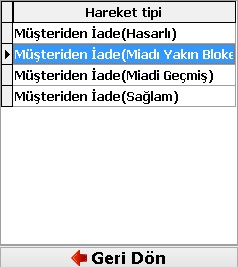 Hareket tipi
Müşteriden İade(Hasarlı)
Müşteriden İade(Miadı Yakın Bloke
Müşteriden İade(Miadi Geçmiş)
Müşteriden İade(Sağlam)
Geri Dön